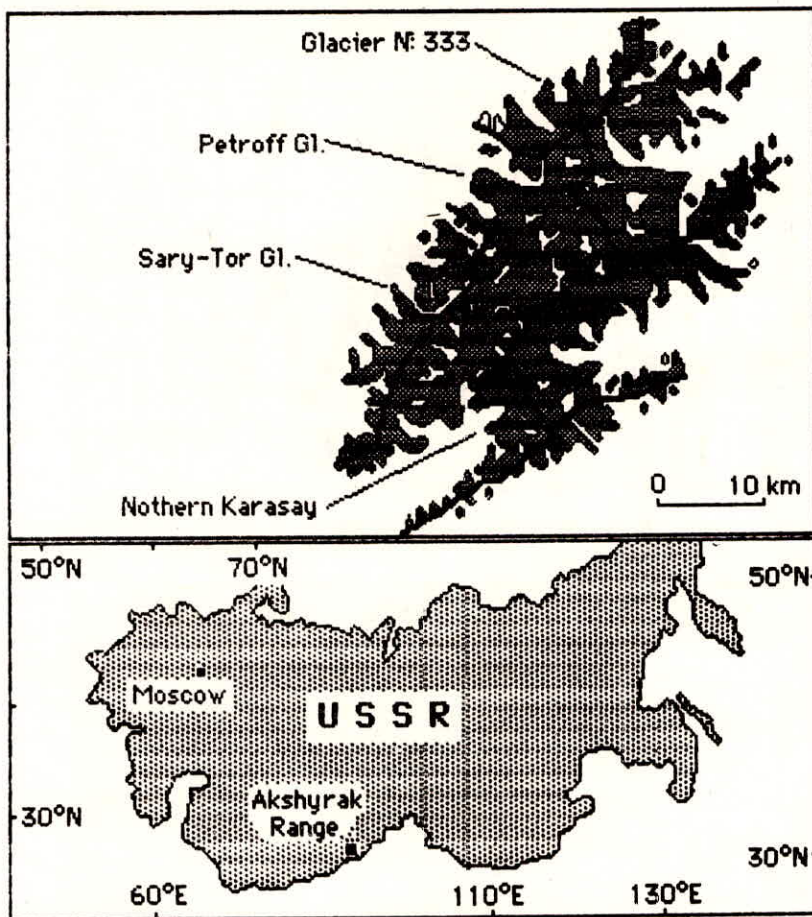 Glacier N: 333
Petroff Gl.
Sary-Tor Gl.
Nothern Karasay
0 10 km
50°N 70°N 50°N
Moscow
USSR
Akshyrak
Range
30°N
30°N
60°E 110°E 130°E